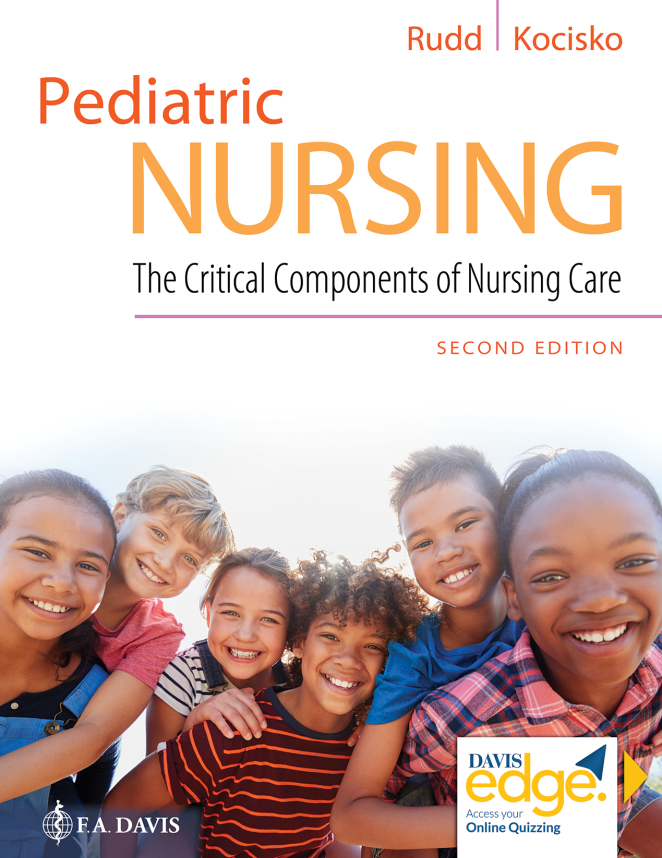 Rudd | Kocisko
Pediatric
NURSING
The Critical Components of Nursing Care
SECOND EDITION
DAVIS
edge.
Access your
Online Quizzing
F.A. DAVIS